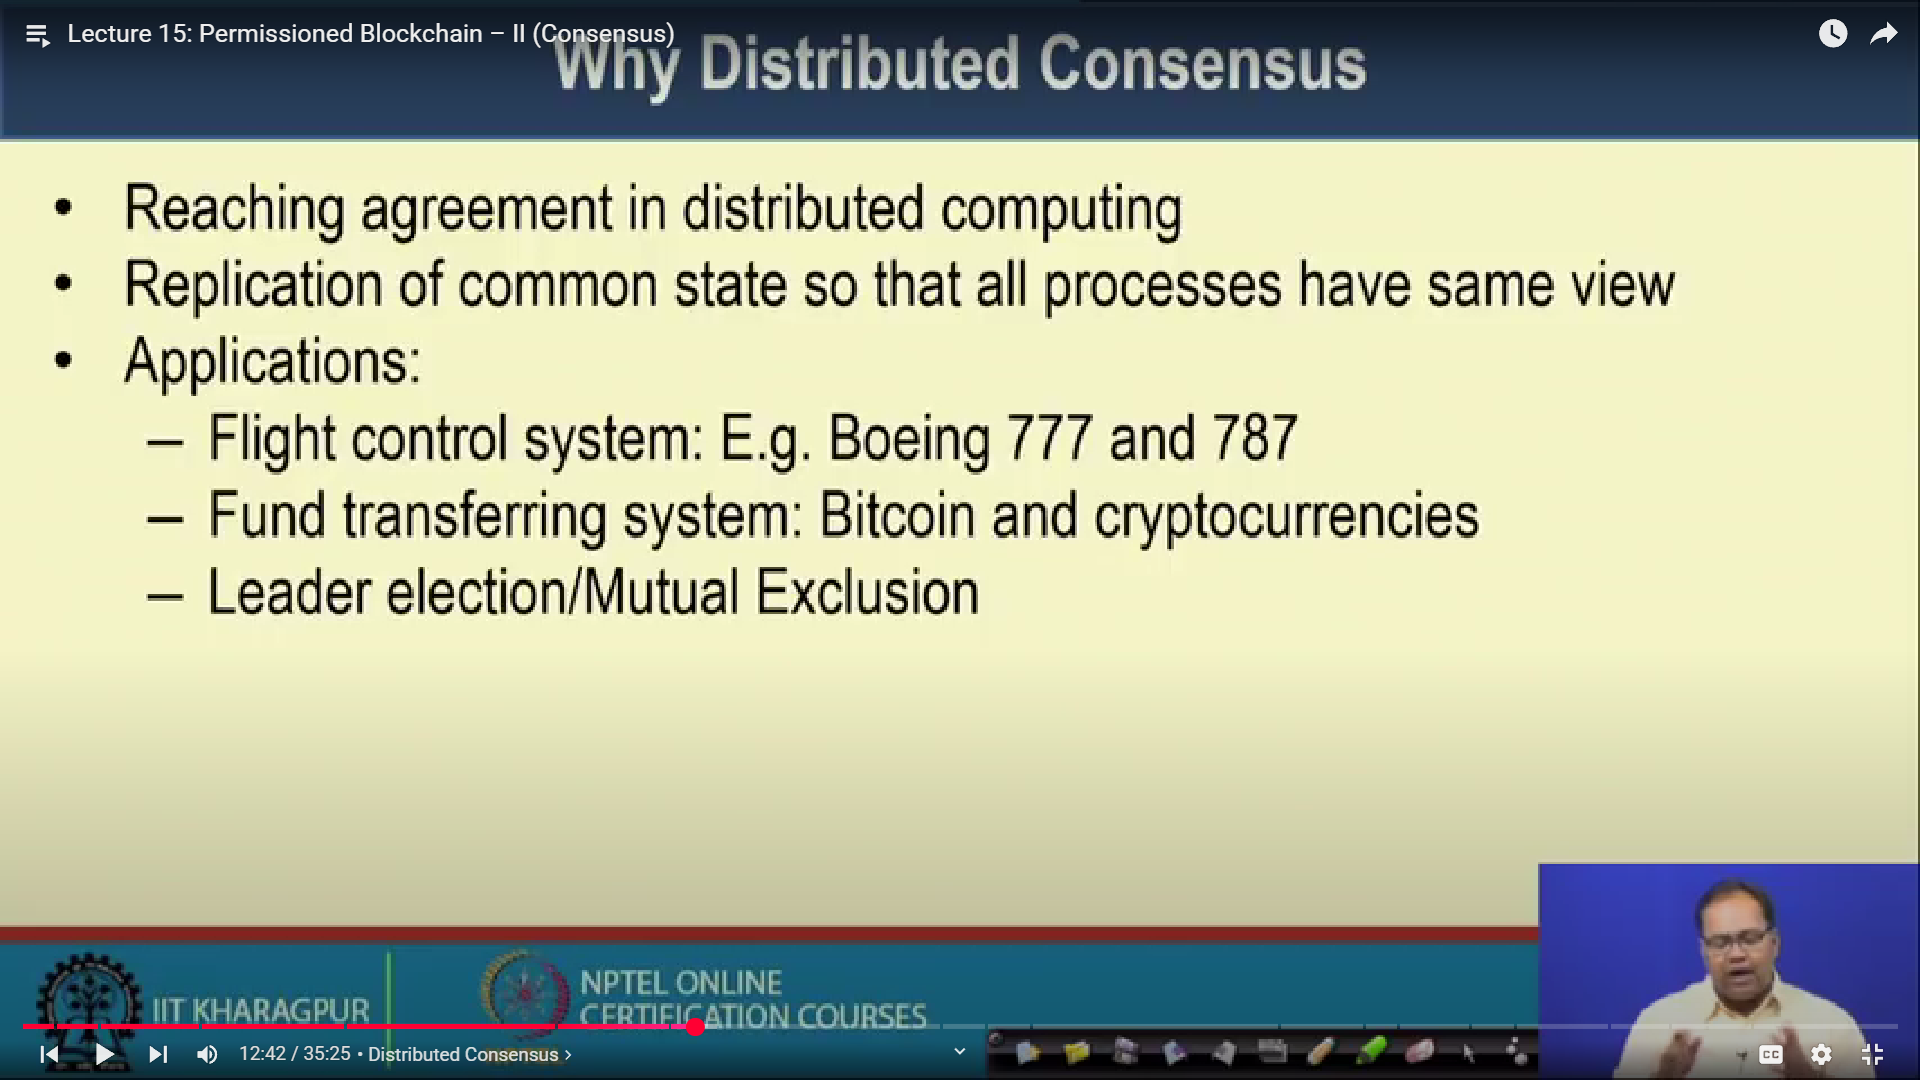 Lecture 15: Permissioned Blockchain – II (Consensus)
Why Distributed Consensus
• Reaching agreement in distributed computing
• Replication of common state so that all processes have same view
• Applications:
– Flight control system: E.g. Boeing 777 and 787
– Fund transferring system: Bitcoin and cryptocurrencies
– Leader election/Mutual Exclusion
IIT KHARAGPUR
NPTEL ONLINE
CERTIFICATION COURSES
12:42 / 35:25 • Distributed Consensus ›
CC